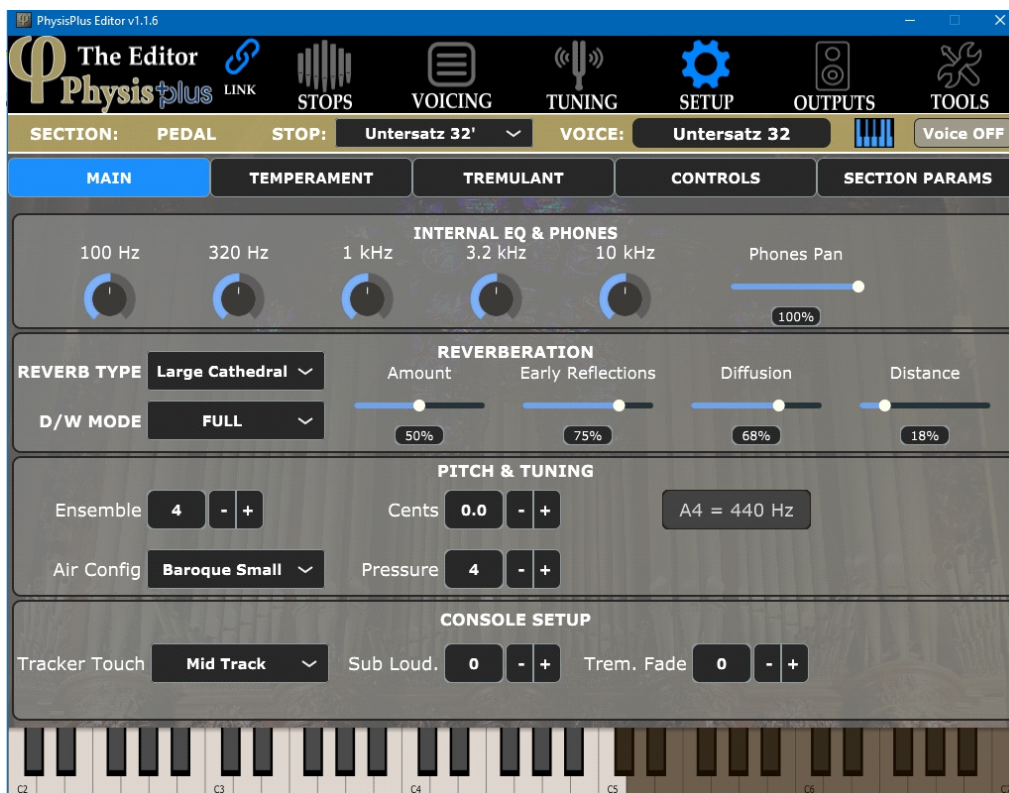 PhysisPlus Editor v1.1.6
The Editor
Physis plus
LINK
STOPS
VOICING
TUNING
SETUP
OUTPUTS
TOOLS
SECTION: PEDAL STOP: Untersatz 32' VOICE: Untersatz 32 Voice OFF
MAIN TEMPERAMENT TREMULANT CONTROLS SECTION PARAMS
INTERNAL EQ & PHONES
100 Hz 320 Hz 1 kHz 3.2 kHz 10 kHz Phones Pan
100%
REVERBERATION
REVERB TYPE Large Cathedral Amount Early Reflections Diffusion Distance
D/W MODE FULL 50% 75% 68% 18%
PITCH & TUNING
Ensemble 4 - + Cents 0.0 - + A4 = 440 Hz
Air Config Baroque Small Pressure 4 - +
CONSOLE SETUP
Tracker Touch Mid Track Sub Loud. 0 - + Trem. Fade 0 - +
C2 C3 C4 C5 C6